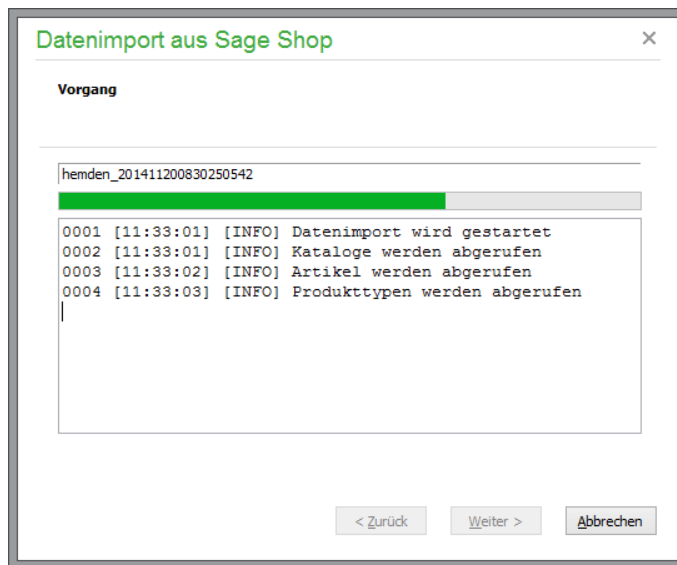 Datenimport aus Sage Shop
Vorgang
hemden_201411200830250542
0001 [11:33:01] [INFO] Datenimport wird gestartet
0002 [11:33:01] [INFO] Kataloge werden abgerufen
0003 [11:33:02] [INFO] Artikel werden abgerufen
0004 [11:33:03] [INFO] Produkttypen werden abgerufen
< Zurück Weiter > Abbrechen